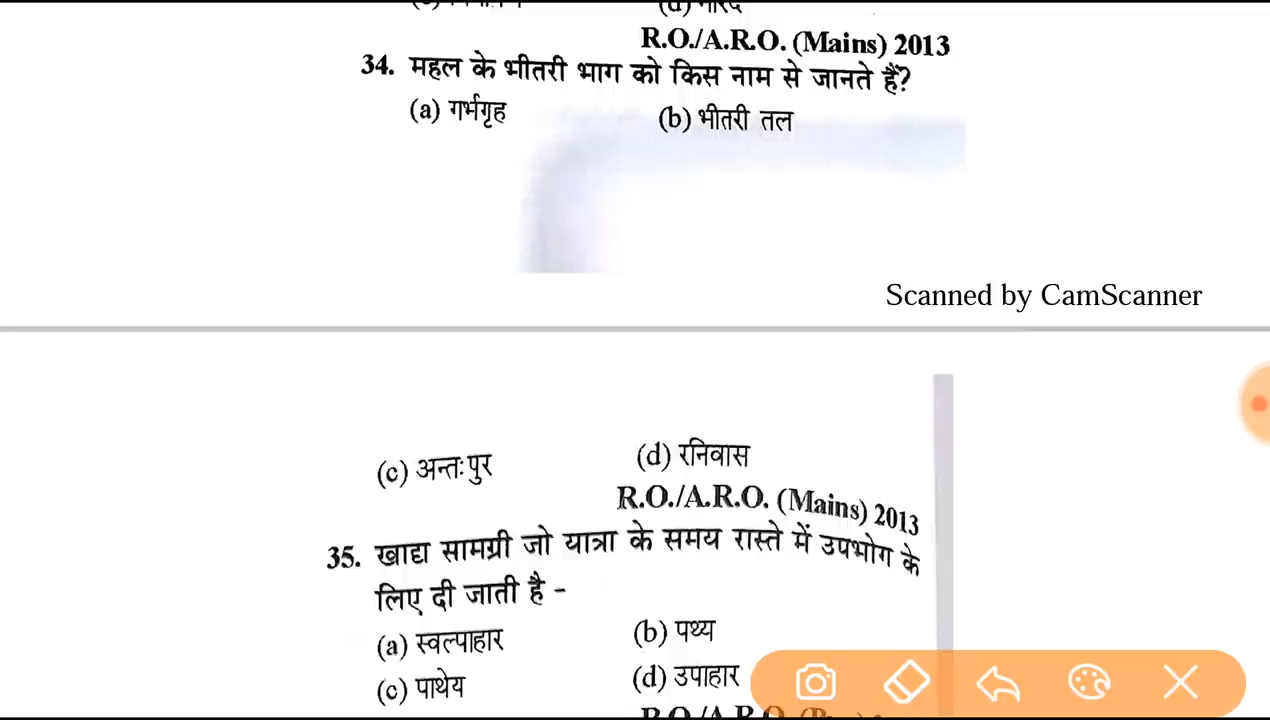 R.O./A.R.O. (Mains) 2013
34. महल के भीतरी भाग को किस नाम से जानते हैं?
(a) गर्भगृह (b) भीतरी तल
Scanned by CamScanner
(c) अन्तःपुर (d) रनिवास
R.O./A.R.O. (Mains) 2013
35. खाद्य सामग्री जो यात्रा के समय रास्ते में उपभोग के
लिए दी जाती है -
(a) स्वल्पाहार (b) पथ्य
(c) पाथेय (d) उपाहार